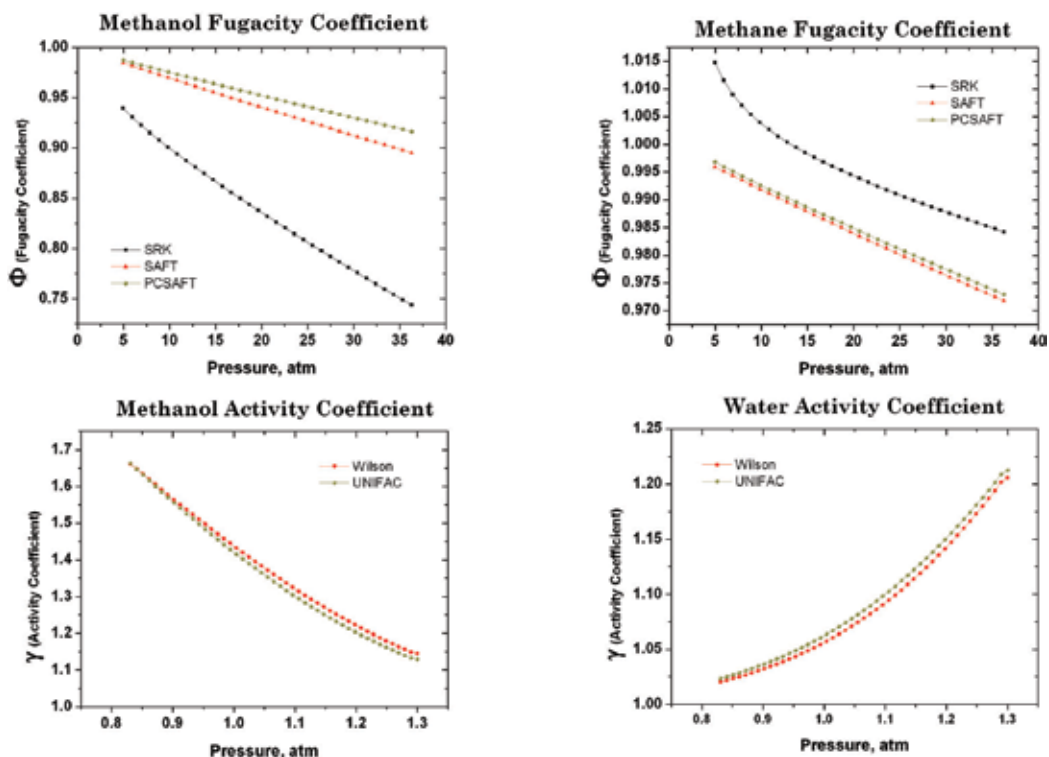 Methanol Fugacity Coefficient
Φ (Fugacity Coefficient)
1.00
0.95
0.90
0.85
0.80
0.75
SRK
SAFT
PCSAFT
0 5 10 15 20 25 30 35 40
Pressure, atm
Methane Fugacity Coefficient
Φ (Fugacity Coefficient)
1.015
1.010
1.005
1.000
0.995
0.990
0.985
0.980
0.975
0.970
SRK
SAFT
PCSAFT
0 5 10 15 20 25 30 35 40
Pressure, atm
Methanol Activity Coefficient
γ (Activity Coefficient)
1.7
1.6
1.5
1.4
1.3
1.2
1.1
1.0
Wilson
UNIFAC
0.8 0.9 1.0 1.1 1.2 1.3
Pressure, atm
Water Activity Coefficient
γ (Activity Coefficient)
1.25
1.20
1.15
1.10
1.05
1.00
Wilson
UNIFAC
0.8 0.9 1.0 1.1 1.2 1.3
Pressure, atm